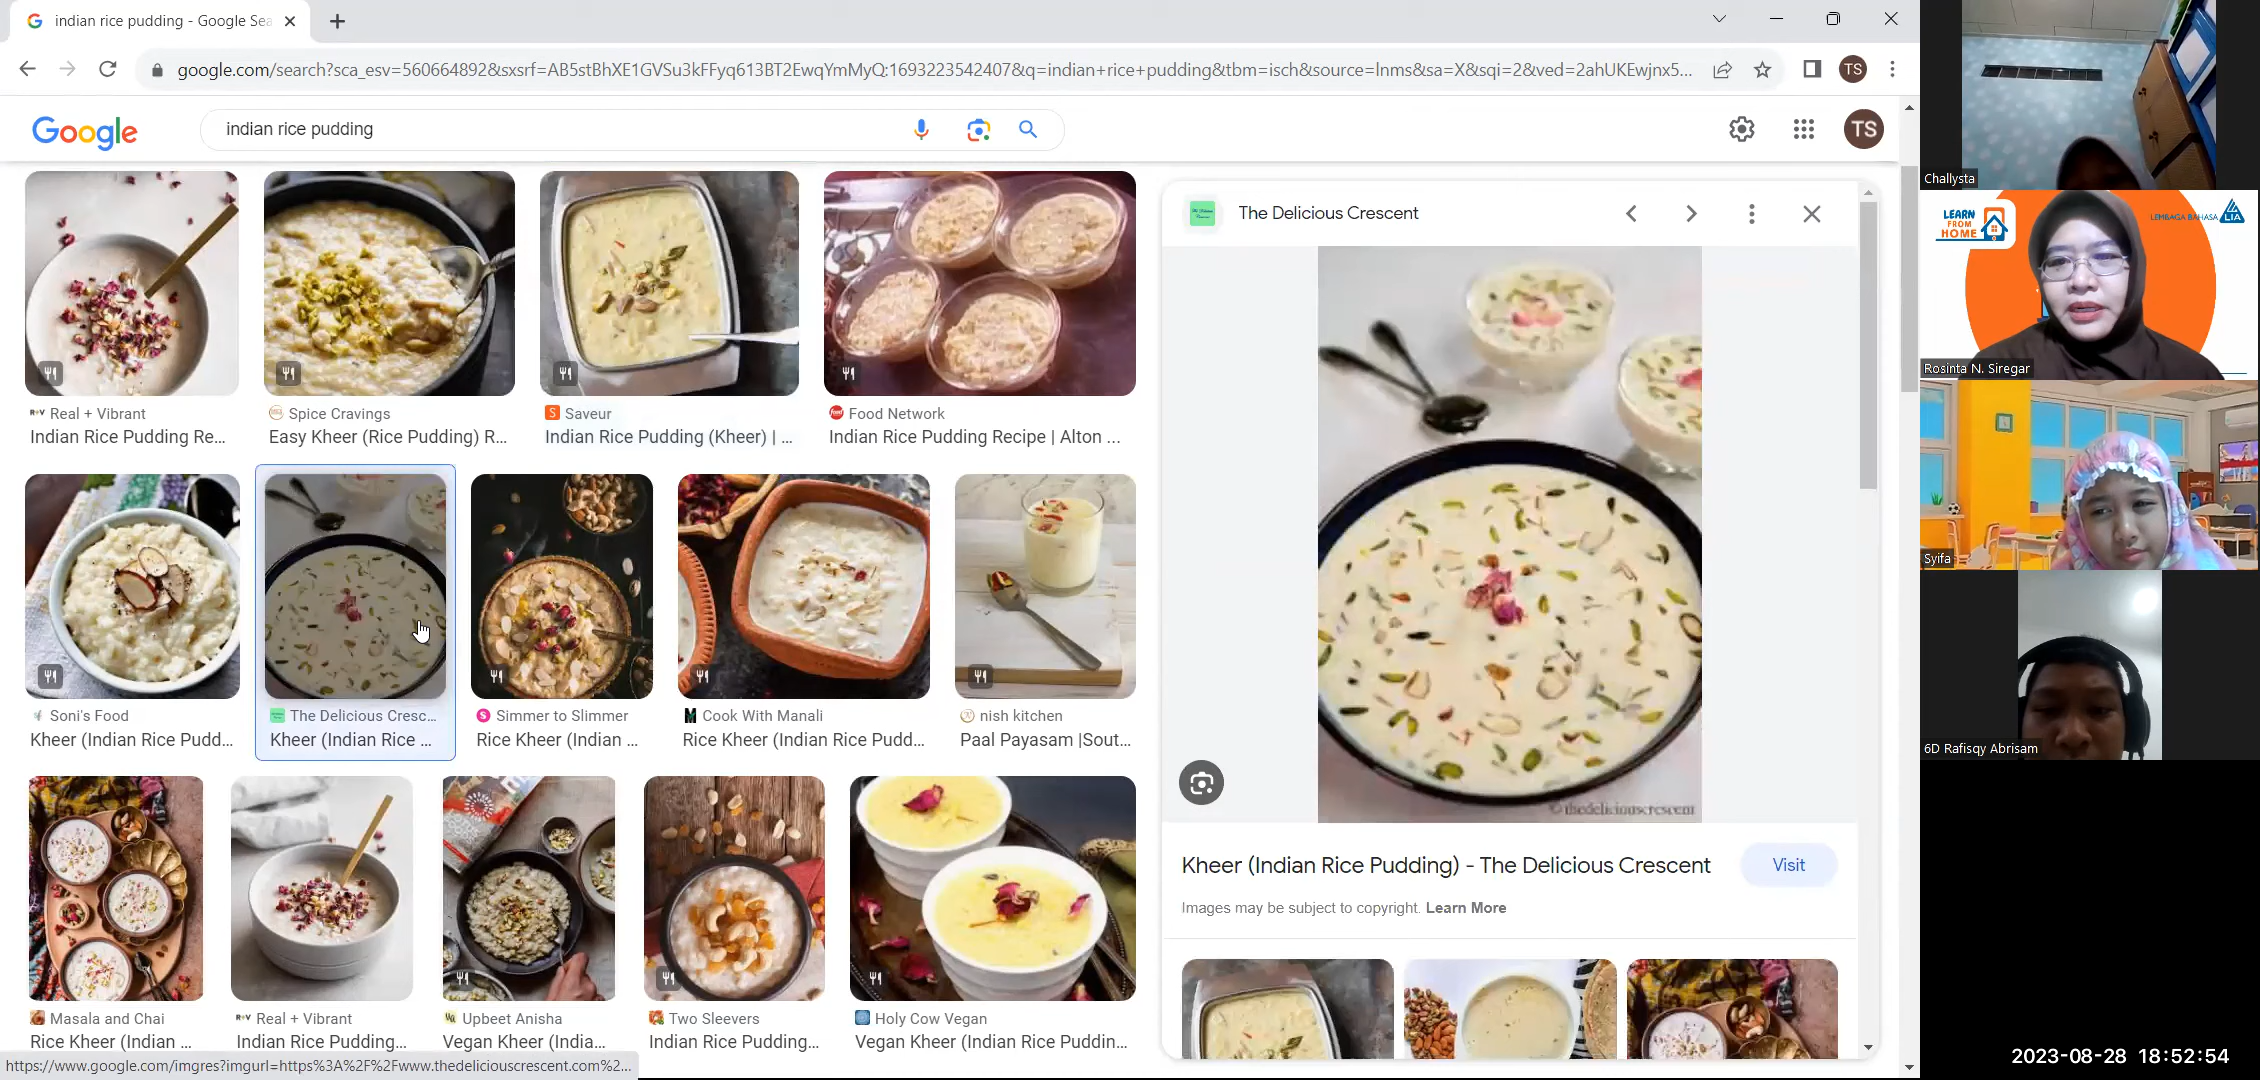 indian rice pudding - Google Sea
google.com/search?sca_esv=560664892&sxsrf=AB5stBhXE1GVSu3kFFyq613BT2EwqYmMyQ:1693223542407&q=indian+rice+pudding&tbm=isch&source=lnms&sa=X&sqi=2&ved=2ahUKEwjnx5...
TS
Google
indian rice pudding
TS
Real + Vibrant
Indian Rice Pudding Re...
Spice Cravings
Easy Kheer (Rice Pudding) R...
Saveur
Indian Rice Pudding (Kheer) | ...
Food Network
Indian Rice Pudding Recipe | Alton ...
Soni's Food
Kheer (Indian Rice Pudd...
The Delicious Cresc...
Kheer (Indian Rice ...
Simmer to Slimmer
Rice Kheer (Indian ...
Cook With Manali
Rice Kheer (Indian Rice Pudd...
nish kitchen
Paal Payasam |Sout...
Masala and Chai
Rice Kheer (Indian ...
Real + Vibrant
Indian Rice Pudding...
Upbeet Anisha
Vegan Kheer (India...
Two Sleevers
Indian Rice Pudding...
Holy Cow Vegan
Vegan Kheer (Indian Rice Puddin...
https://www.google.com/imgres?imgurl=https%3A%2F%2Fwww.thedeliciouscrescent.com%2...
The Delicious Crescent
© thedeliciouscrescent
Kheer (Indian Rice Pudding) - The Delicious Crescent
Visit
Images may be subject to copyright. Learn More
Challysta
LEARN
FROM
HOME
LEMBAGA BAHASA LIA
Rosinta N. Siregar
Syifa
6D Rafisqy Abrisam
2023-08-28 18:52:54